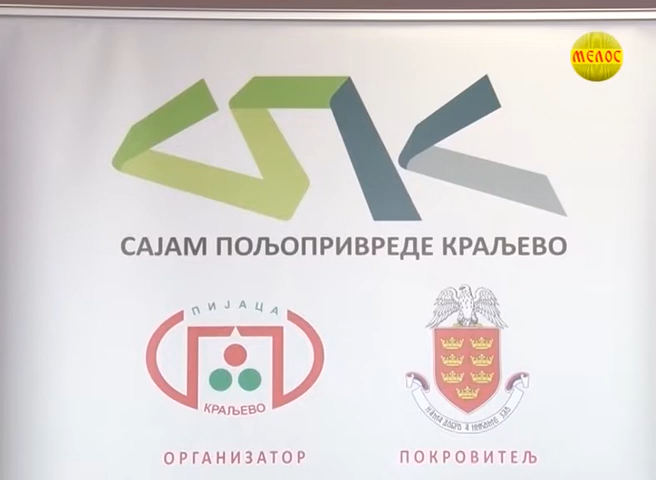 МЕЛОС
САЈАМ ПОЉОПРИВРЕДЕ КРАЉЕВО
ПИЈАЦА
КРАЉЕВО
ОРГАНИЗАТОР
ПОКРОВИТЕЉ